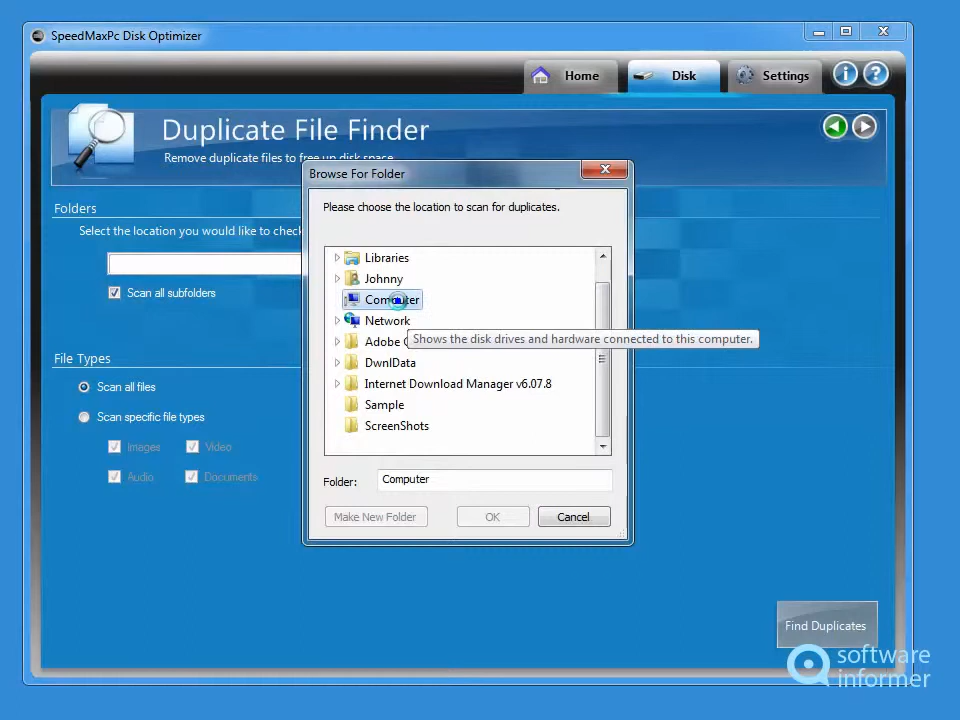 SpeedMaxPc Disk Optimizer
Home
Disk
Settings
Duplicate File Finder
Remove duplicate files to free up disk space
Browse For Folder
Please choose the location to scan for duplicates.
Folders
Select the location you would like to check
Scan all subfolders
Libraries
Johnny
Computer
Network
Shows the disk drives and hardware connected to this computer.
Adobe
DwnlData
Internet Download Manager v6.07.8
Sample
ScreenShots
File Types
Scan all files
Scan specific file types
Images
Video
Audio
Documents
Folder:
Computer
Make New Folder
OK
Cancel
Find Duplicates
software
informer